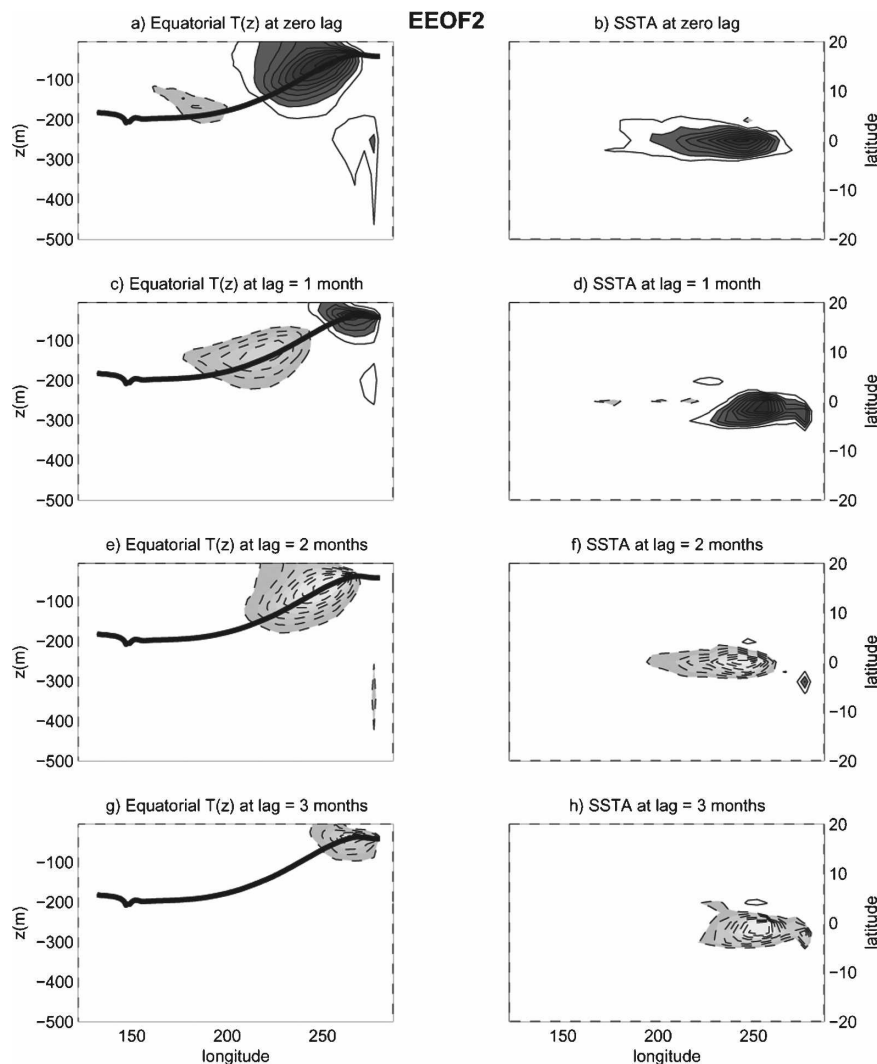 EEOF2
a) Equatorial T(z) at zero lag
b) SSTA at zero lag
z(m)
-100
-200
-300
-400
-500
20
10
0
-10
-20
latitude
c) Equatorial T(z) at lag = 1 month
d) SSTA at lag = 1 month
z(m)
-100
-200
-300
-400
-500
20
10
0
-10
-20
latitude
e) Equatorial T(z) at lag = 2 months
f) SSTA at lag = 2 months
z(m)
-100
-200
-300
-400
-500
20
10
0
-10
-20
latitude
g) Equatorial T(z) at lag = 3 months
h) SSTA at lag = 3 months
z(m)
-100
-200
-300
-400
-500
20
10
0
-10
-20
latitude
150 200 250
longitude
150 200 250
longitude